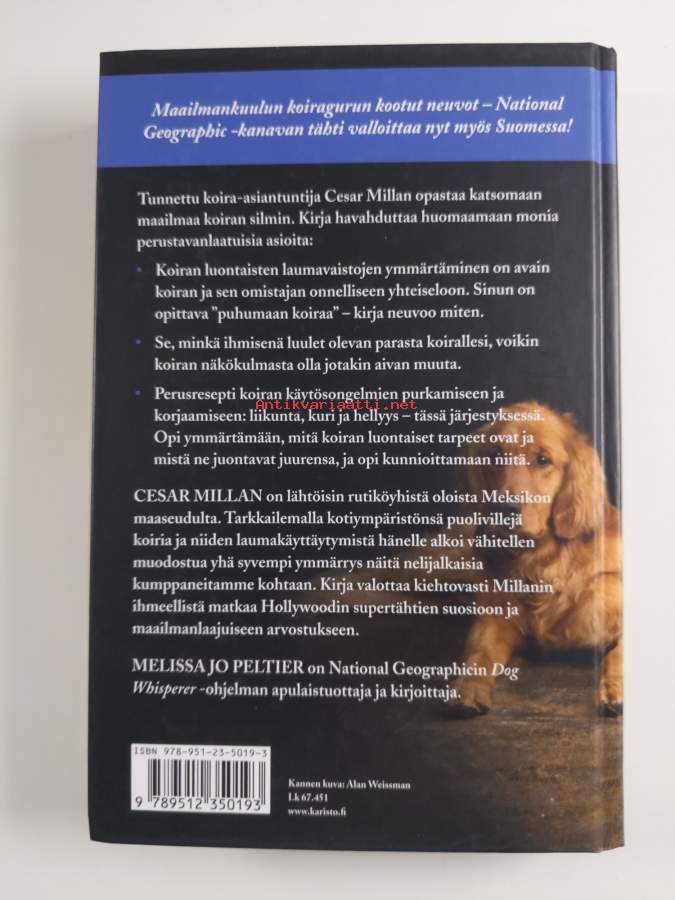 Maailmankuulun koiragurun kootut neuvot – National
Geographic -kanavan tähti valloittaa nyt myös Suomessa!
Tunnettu koira-asiantuntija Cesar Millan opastaa katsomaan
maailmaa koiran silmin. Kirja havahduttaa huomaamaan monia
perustavanlaatuisia asioita:
• Koiran luontaisten laumavaistojen ymmärtäminen on avain
koiran ja sen omistajan onnelliseen yhteiseloon. Sinun on
opittava ”puhumaan koiraa” – kirja neuvoo miten.
• Se, minkä ihmisenä luulet olevan parasta koirallesi, voikin
koiran näkökulmasta olla jotakin aivan muuta.
• Perusresepti koiran käytösongelmien purkamiseen ja
Antikvariaatti.net
korjaamiseen: liikunta, kuri ja hellyys – tässä järjestyksessä.
Opi ymmärtämään, mitä koiran luontaiset tarpeet ovat ja
mistä ne juontavat juurensa, ja opi kunnioittamaan niitä.
CESAR MILLAN on lähtöisin rutiköyhistä oloista Meksikon
maaseudulta. Tarkkailemalla kotiympäristönsä puolivillejä
koiria ja niiden laumakäyttäytymistä hänelle alkoi vähitellen
muodostua yhä syvempi ymmärrys näitä nelijalkaisia
kumppaneitamme kohtaan. Kirja valottaa kiehtovasti Millanin
ihmeellistä matkaa Hollywoodin supertähtien suosioon ja
maailmanlaajuiseen arvostukseen.
MELISSA JO PELTIER on National Geographicin Dog
Whisperer -ohjelman apulaistuottaja ja kirjoittaja.
ISBN 978-951-23-5019-3
9 789512 350193
Kannen kuva: Alan Weissman
Lk 67.451
www.karisto.fi